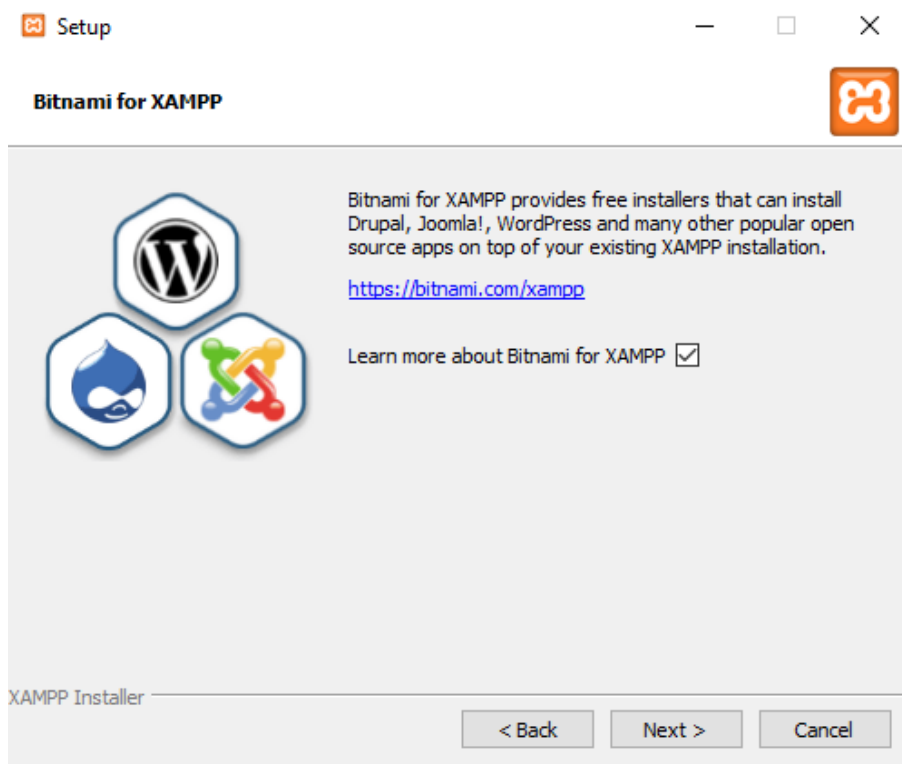 Setup
Bitnami for XAMPP
Bitnami for XAMPP provides free installers that can install
Drupal, Joomla!, WordPress and many other popular open
source apps on top of your existing XAMPP installation.
https://bitnami.com/xampp
Learn more about Bitnami for XAMPP
XAMPP Installer
< Back Next > Cancel